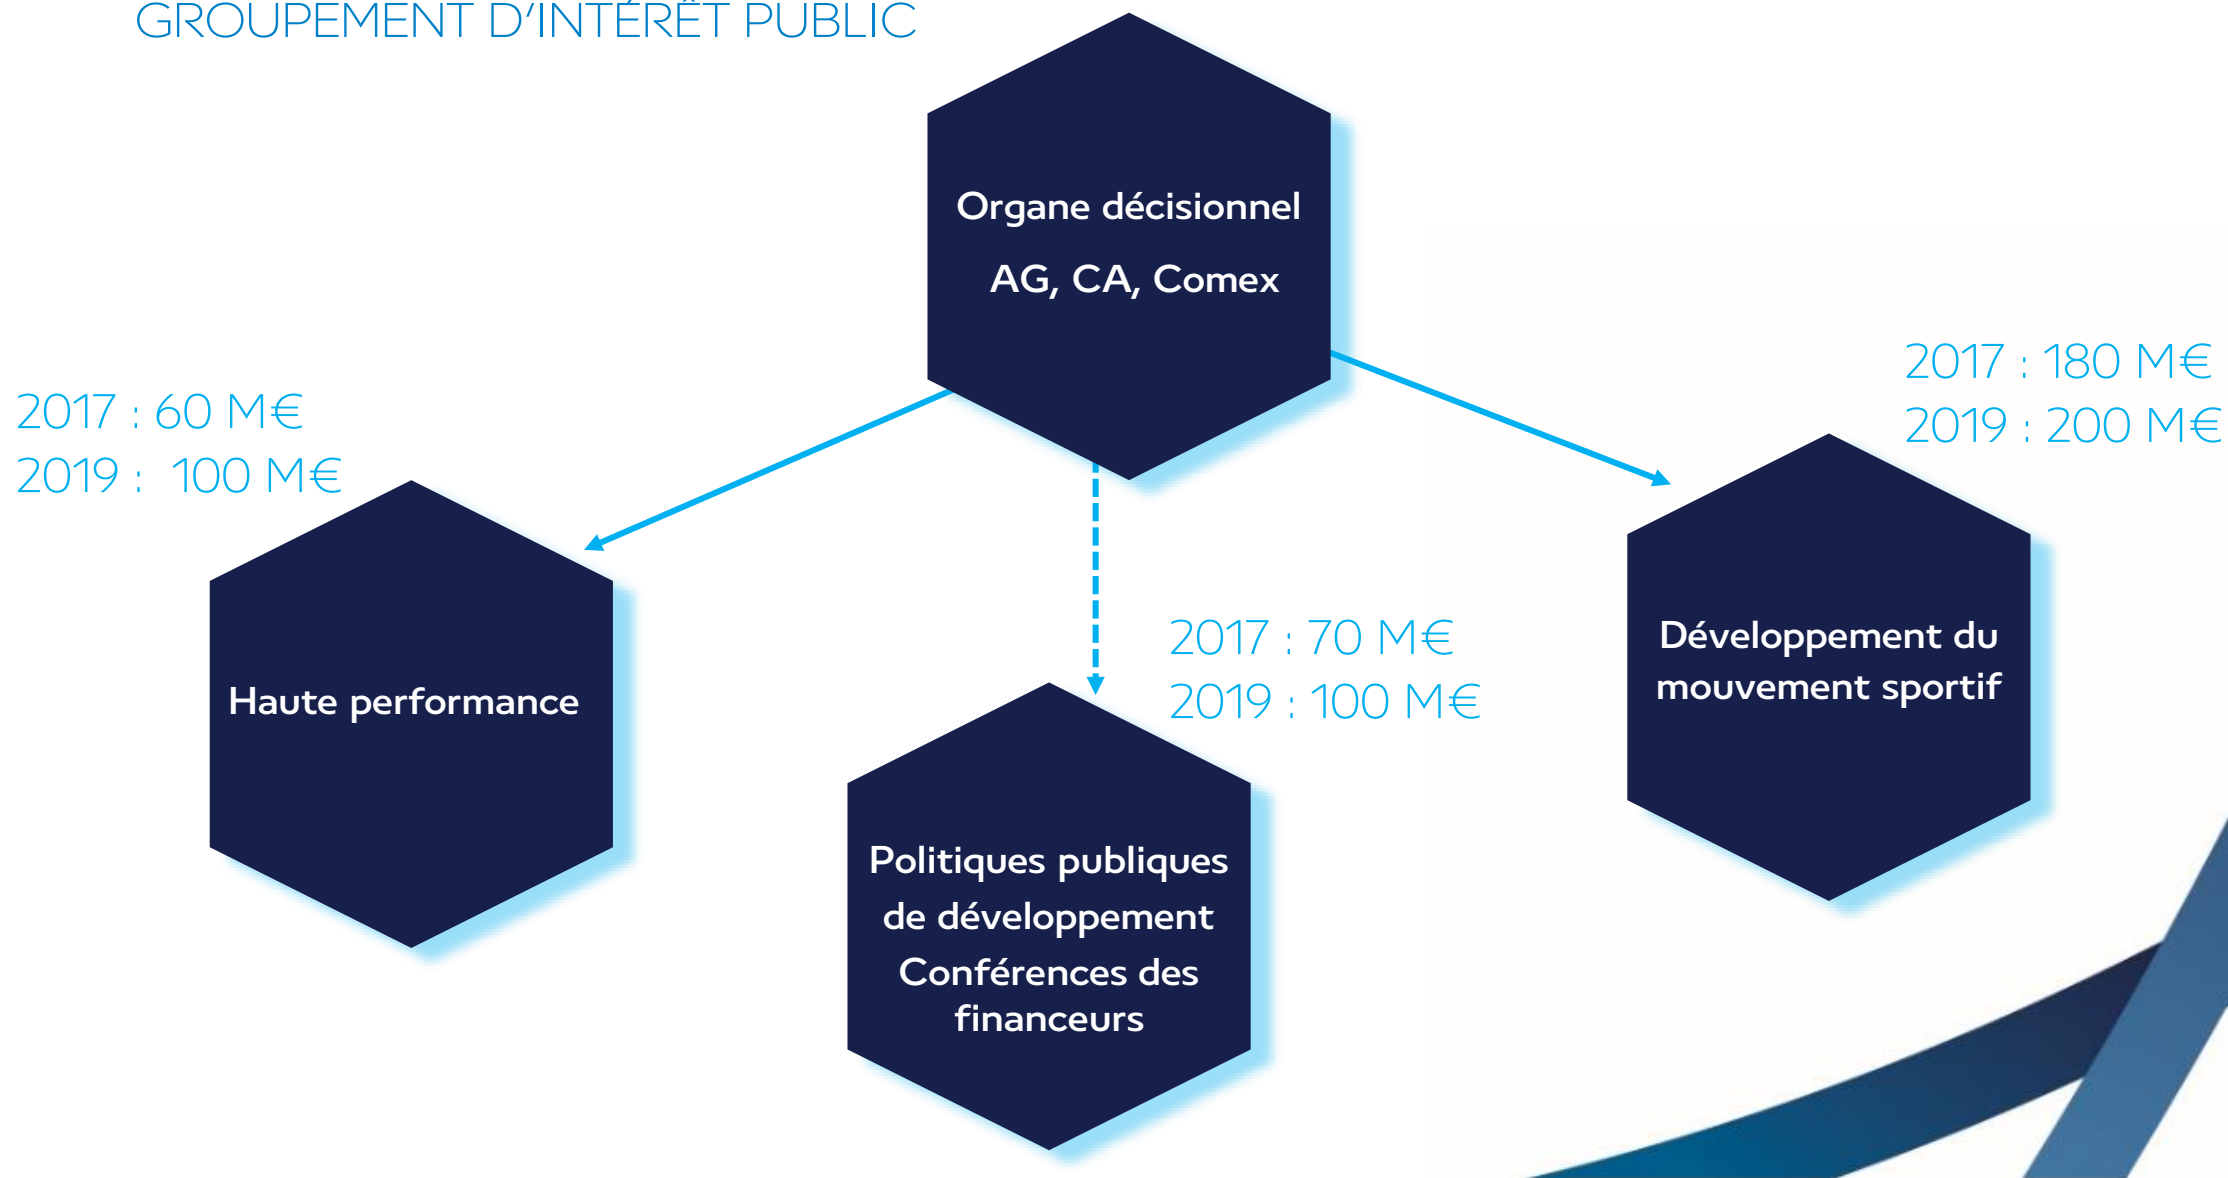 GROUPEMENT D'INTÉRÊT PUBLIC
Organe décisionnel
AG, CA, Comex
2017 : 60 M€
2019 : 100 M€
2017 : 180 M€
2019 : 200 M€
Haute performance
2017 : 70 M€
2019 : 100 M€
Développement du
mouvement sportif
Politiques publiques
de développement
Conférences des
financeurs